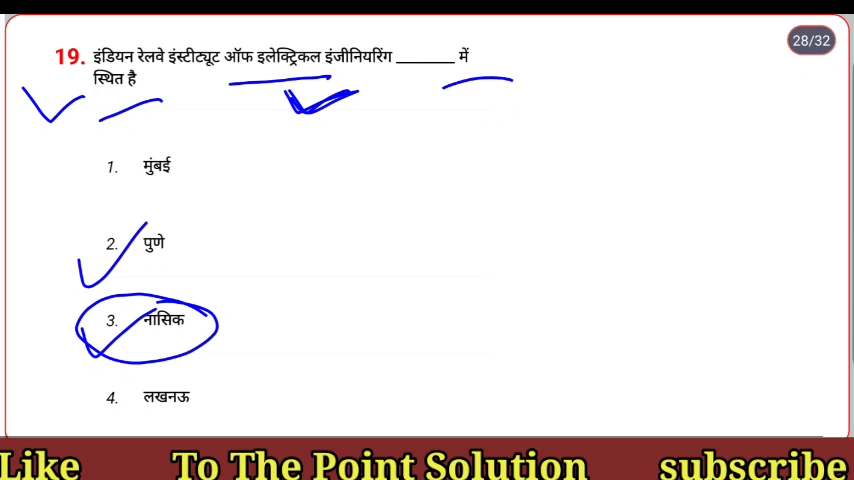 28/32
19. इंडियन रेलवे इंस्टीट्यूट ऑफ इलेक्ट्रिकल इंजीनियरिंग _______ में
स्थित है
1. मुंबई
2. पुणे
3. नासिक
4. लखनऊ
Like To The Point Solution subscribe